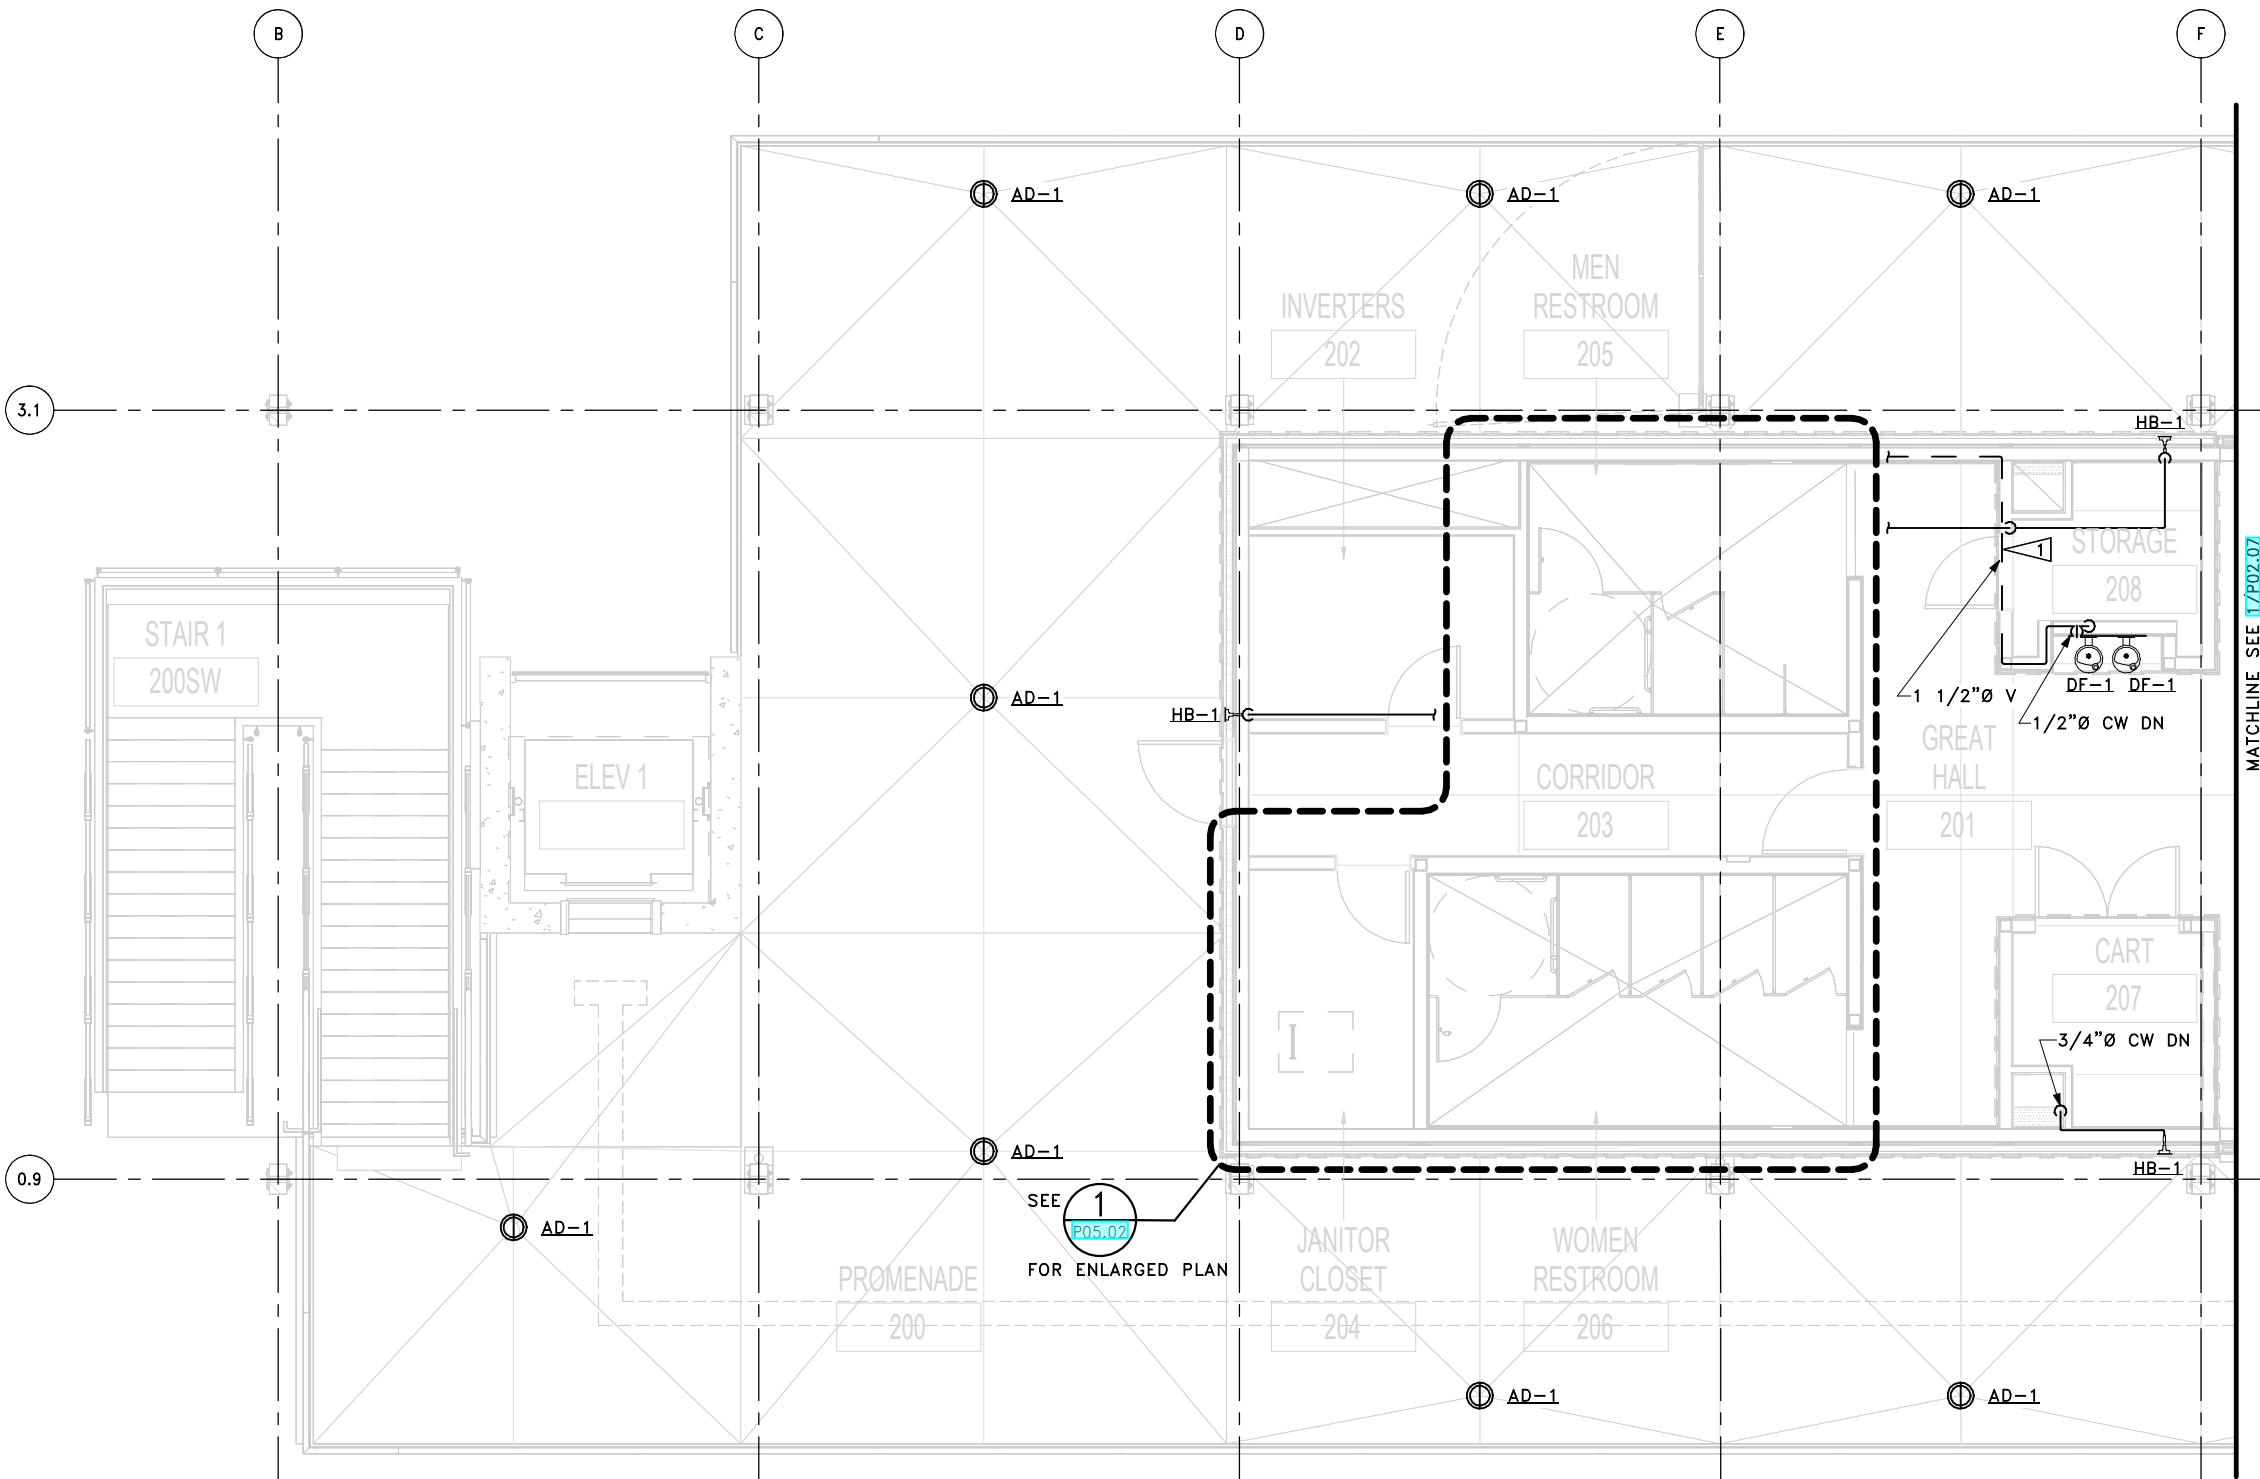 B
C
D
E
F
AD-1
AD-1
AD-1
MEN
RESTROOM
205
INVERTERS
202
3.1
HB-1
STORAGE
208
1
MATCHLINE SEE 1/P02.07
STAIR 1
200SW
DF-1
DF-1
1 1/2"Ø V
1/2"Ø CW DN
AD-1
HB-1
GREAT
HALL
201
ELEV 1
CORRIDOR
203
CART
207
3/4"Ø CW DN
AD-1
HB-1
0.9
SEE
1
P05.02
FOR ENLARGED PLAN
AD-1
PROMENADE
200
JANITOR
CLOSET
204
WOMEN
RESTROOM
206
AD-1
AD-1